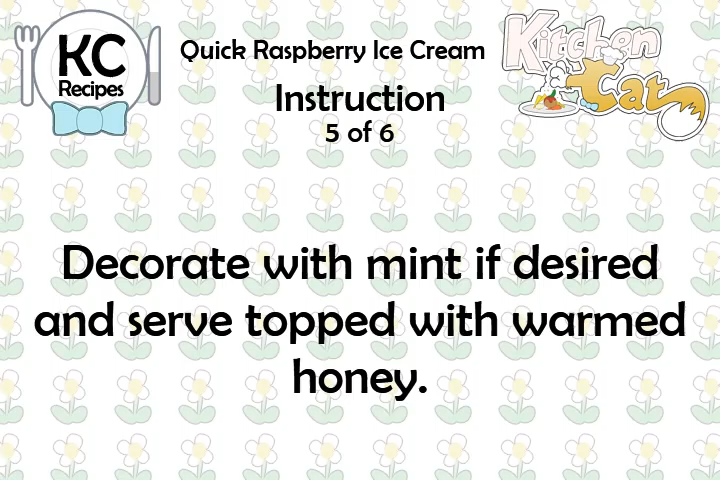 KC
Recipes
Quick Raspberry Ice Cream
Kitchen
Cat
Instruction
5 of 6
Decorate with mint if desired
and serve topped with warmed
honey.